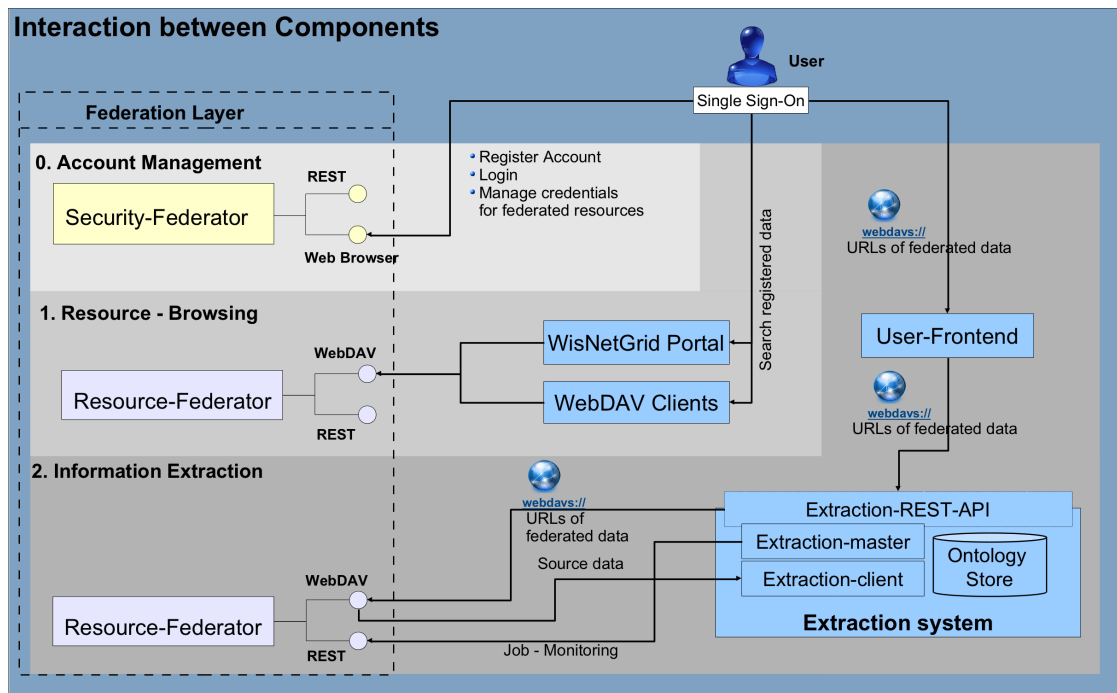 Interaction between Components
User
Single Sign-On
Federation Layer
0. Account Management
REST
Security-Federator
Web Browser
Register Account
Login
Manage credentials
for federated resources
Search registered data
webdavs://
URLs of federated data
1. Resource - Browsing
WebDAV
Resource-Federator
REST
WisNetGrid Portal
WebDAV Clients
User-Frontend
webdavs://
URLs of federated data
2. Information Extraction
webdavs://
URLs of
federated data
Source data
WebDAV
Resource-Federator
REST
Job - Monitoring
Extraction-REST-API
Extraction-master
Extraction-client
Ontology
Store
Extraction system